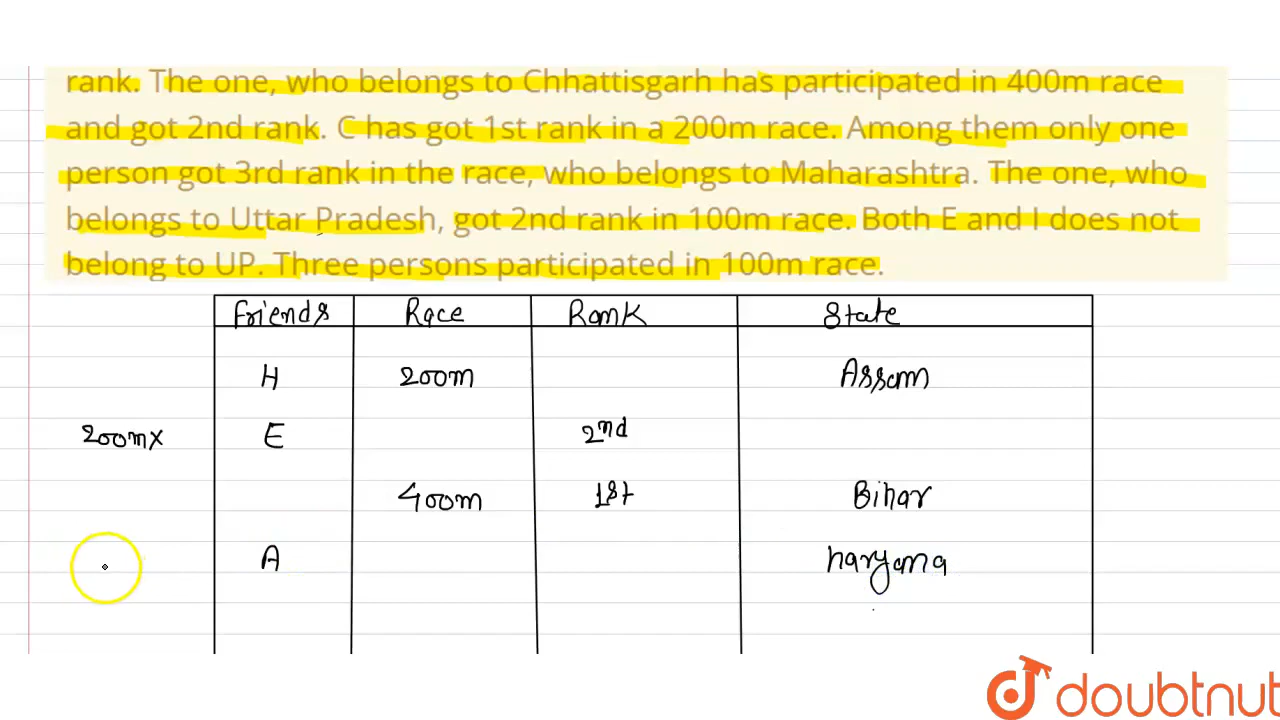 rank. The one, who belongs to Chhattisgarh has participated in 400m race
and got 2nd rank. C has got 1st rank in a 200m race. Among them only one
person got 3rd rank in the race, who belongs to Maharashtra. The one, who
belongs to Uttar Pradesh, got 2nd rank in 100m race. Both E and I does not
belong to UP. Three persons participated in 100m race.
Friends Race Rank State
H 200m Assam
200m× E 2nd
400m 1st Bihar
A haryana
doubtnut